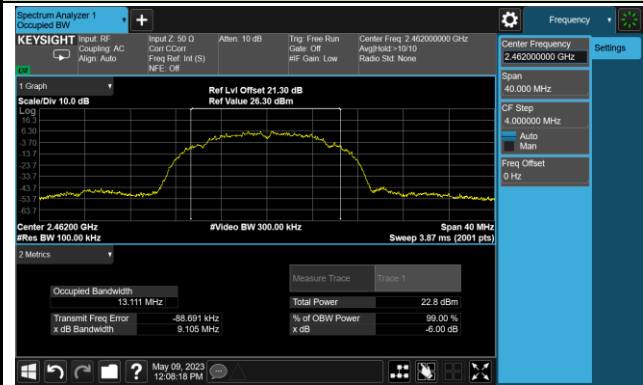 Spectrum Analyzer 1
Occupied BW
Frequency
KEYSIGHT
Input: RF
Coupling: AC
Align: Auto
Input Z: 50 Ω
Corr CCorr
Freq Ref: Int (S)
NFE: Off
Atten: 10 dB
Trig: Free Run
Gate: Off
#IF Gain: Low
Center Freq: 2.462000000 GHz
Avg|Hold:>10/10
Radio Std: None
Center Frequency
2.462000000 GHz
Settings
Span
40.000 MHz
CF Step
4.000000 MHz
Auto
Man
Freq Offset
0 Hz
1 Graph
Scale/Div 10.0 dB
Ref Lvl Offset 21.30 dB
Ref Value 26.30 dBm
Log
16.3
6.30
-3.70
-13.7
-23.7
-33.7
-43.7
-53.7
-63.7
Center 2.46200 GHz
#Video BW 300.00 kHz
Span 40 MHz
#Res BW 100.00 kHz
Sweep 3.87 ms (2001 pts)
2 Metrics
Measure Trace
Trace 1
Occupied Bandwidth
13.111 MHz
Total Power
22.8 dBm
Transmit Freq Error
-88.691 kHz
% of OBW Power
99.00 %
x dB Bandwidth
9.105 MHz
x dB
-6.00 dB
May 09, 2023
12:08:18 PM